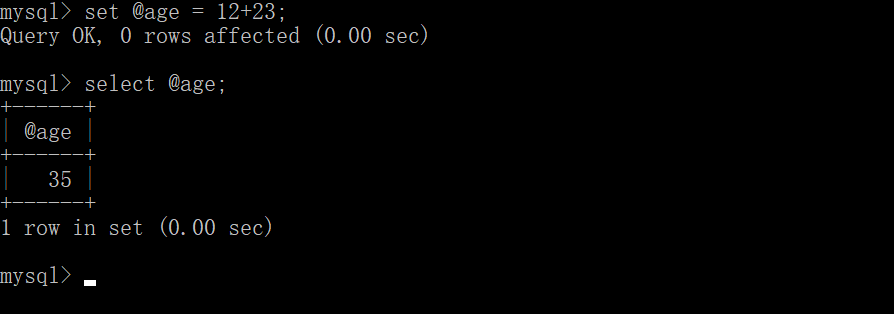 mysql> set @age = 12+23;
Query OK, 0 rows affected (0.00 sec)
mysql> select @age;
+------+
| @age |
+------+
|   35 |
+------+
1 row in set (0.00 sec)
mysql>